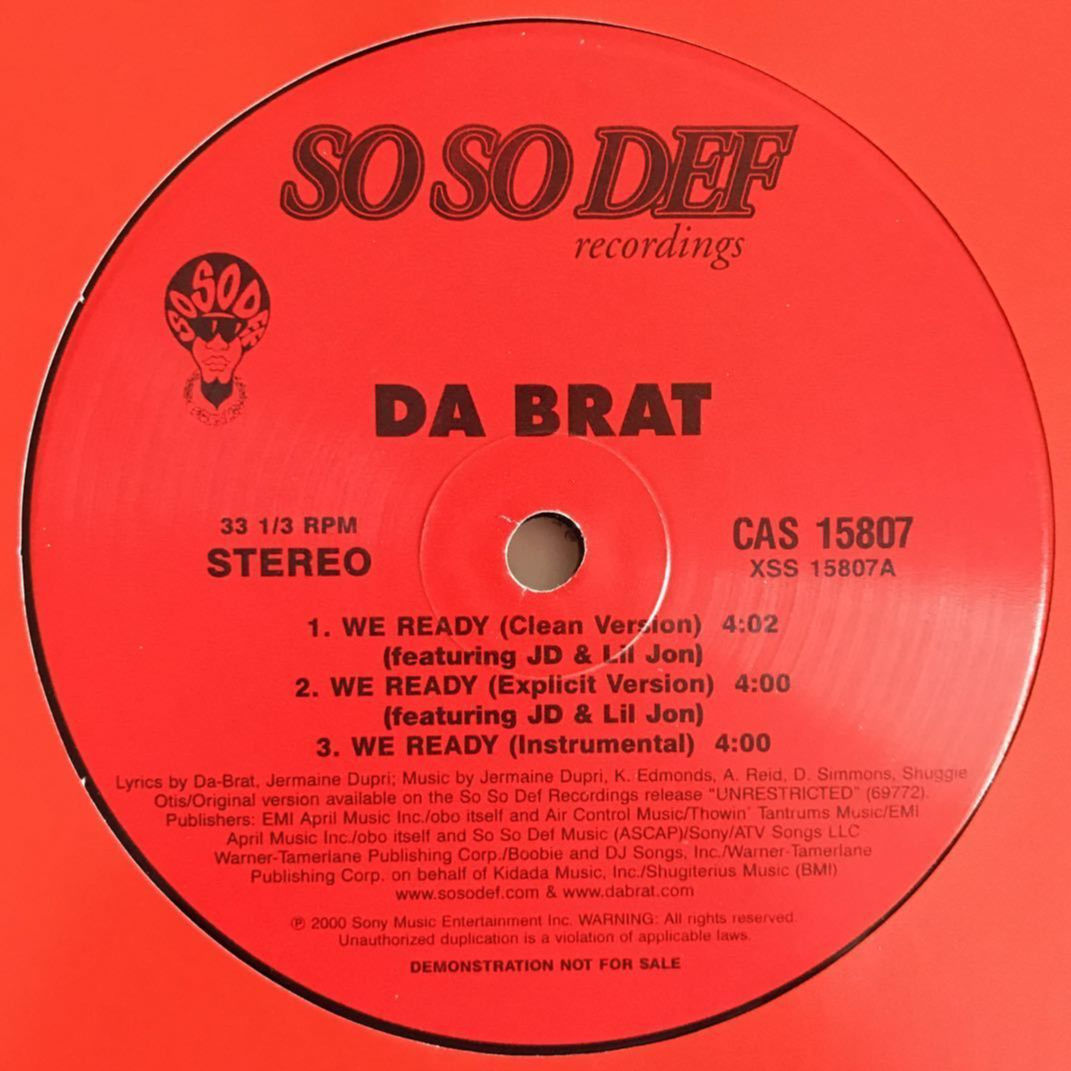 SO SO DEF
recordings
SO SO DEF
DA BRAT
33 1/3 RPM
STEREO
CAS 15807
XSS 15807A
1. WE READY (Clean Version) 4:02
(featuring JD & Lil Jon)
2. WE READY (Explicit Version) 4:00
(featuring JD & Lil Jon)
3. WE READY (Instrumental) 4:00
Lyrics by Da-Brat, Jermaine Dupri; Music by Jermaine Dupri, K. Edmonds, A. Reid, D. Simmons, Shuggie
Otis/Original version available on the So So Def Recordings release "UNRESTRICTED" (69772).
Publishers: EMI April Music Inc./obo itself and Air Control Music/Thowin' Tantrums Music/EMI
April Music Inc./obo itself and So So Def Music (ASCAP)/Sony/ATV Songs LLC
Warner-Tamerlane Publishing Corp./Boobie and DJ Songs, Inc./Warner-Tamerlane
Publishing Corp. on behalf of Kidada Music, Inc./Shugiterius Music (BMI)
www.sosodef.com & www.dabrat.com
℗ 2000 Sony Music Entertainment Inc. WARNING: All rights reserved.
Unauthorized duplication is a violation of applicable laws.
DEMONSTRATION NOT FOR SALE